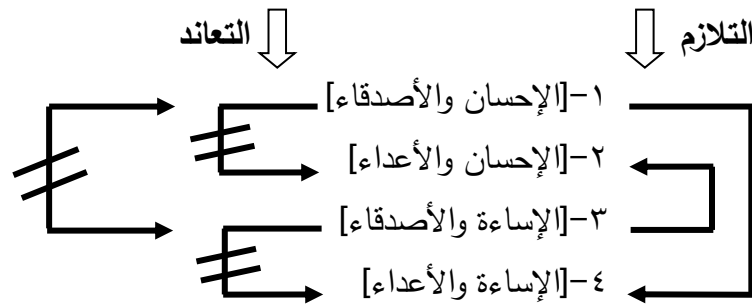 التلازم التعاند
١-[الإحسان والأصدقاء]
٢-[الإحسان والأعداء]
٣-[الإساءة والأصدقاء]
٤-[الإساءة والأعداء]